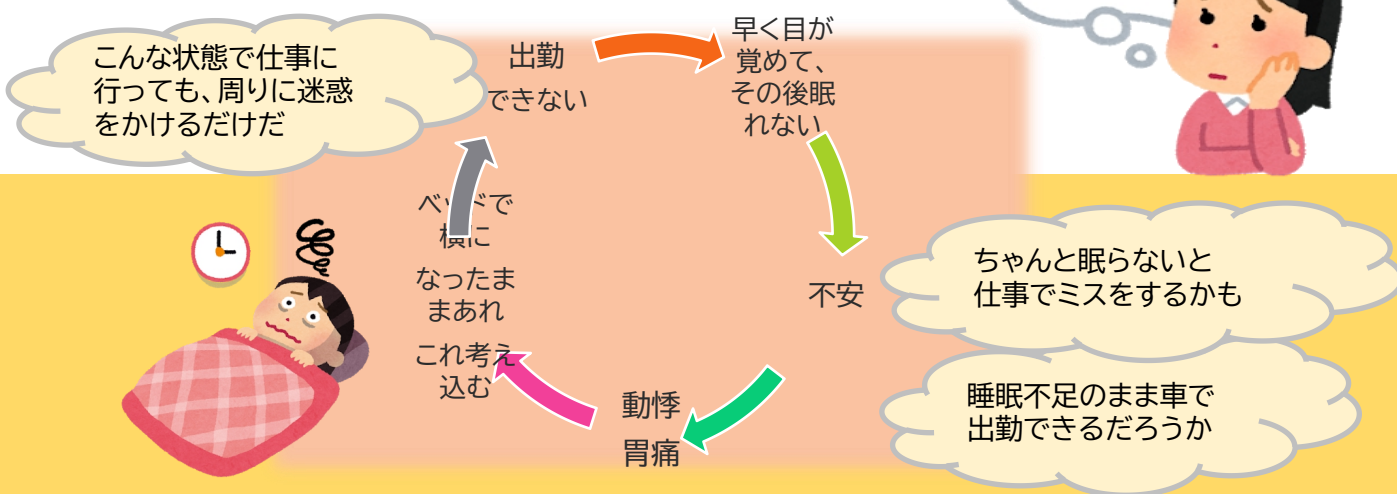 こんな状態で仕事に
行っても、周りに迷惑
をかけるだけだ
出勤
できない
早く目が
覚めて、
その後眠
れない
不安
ちゃんと眠らないと
仕事でミスをするかも
睡眠不足のまま車で
出勤できるだろうか
動悸
胃痛
ベッドで
横に
なったま
まあれ
これ考え
込む